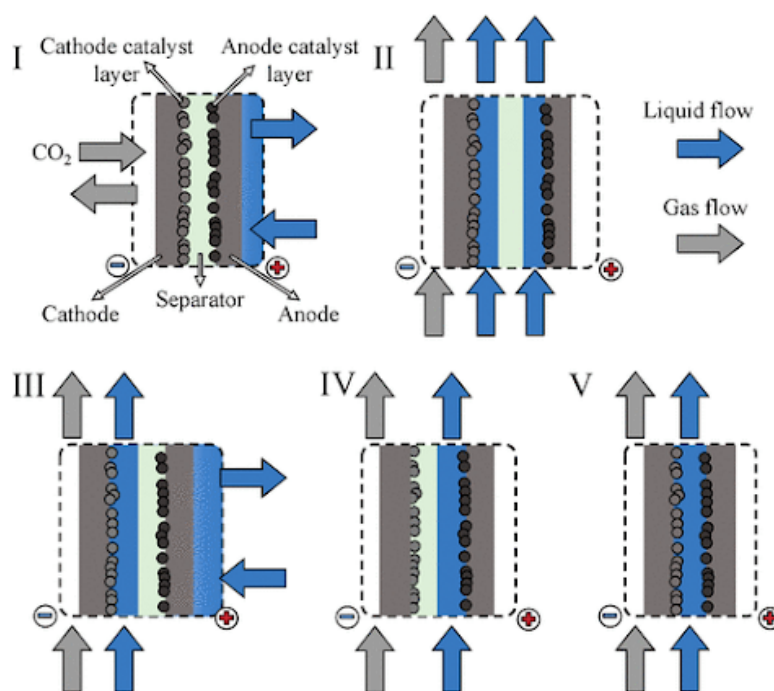 I
Cathode catalyst
layer
Anode catalyst
layer
II
CO₂
Liquid flow
Gas flow
−
+
−
+
Cathode
Separator
Anode
III
IV
V
−
+
−
+
−
+